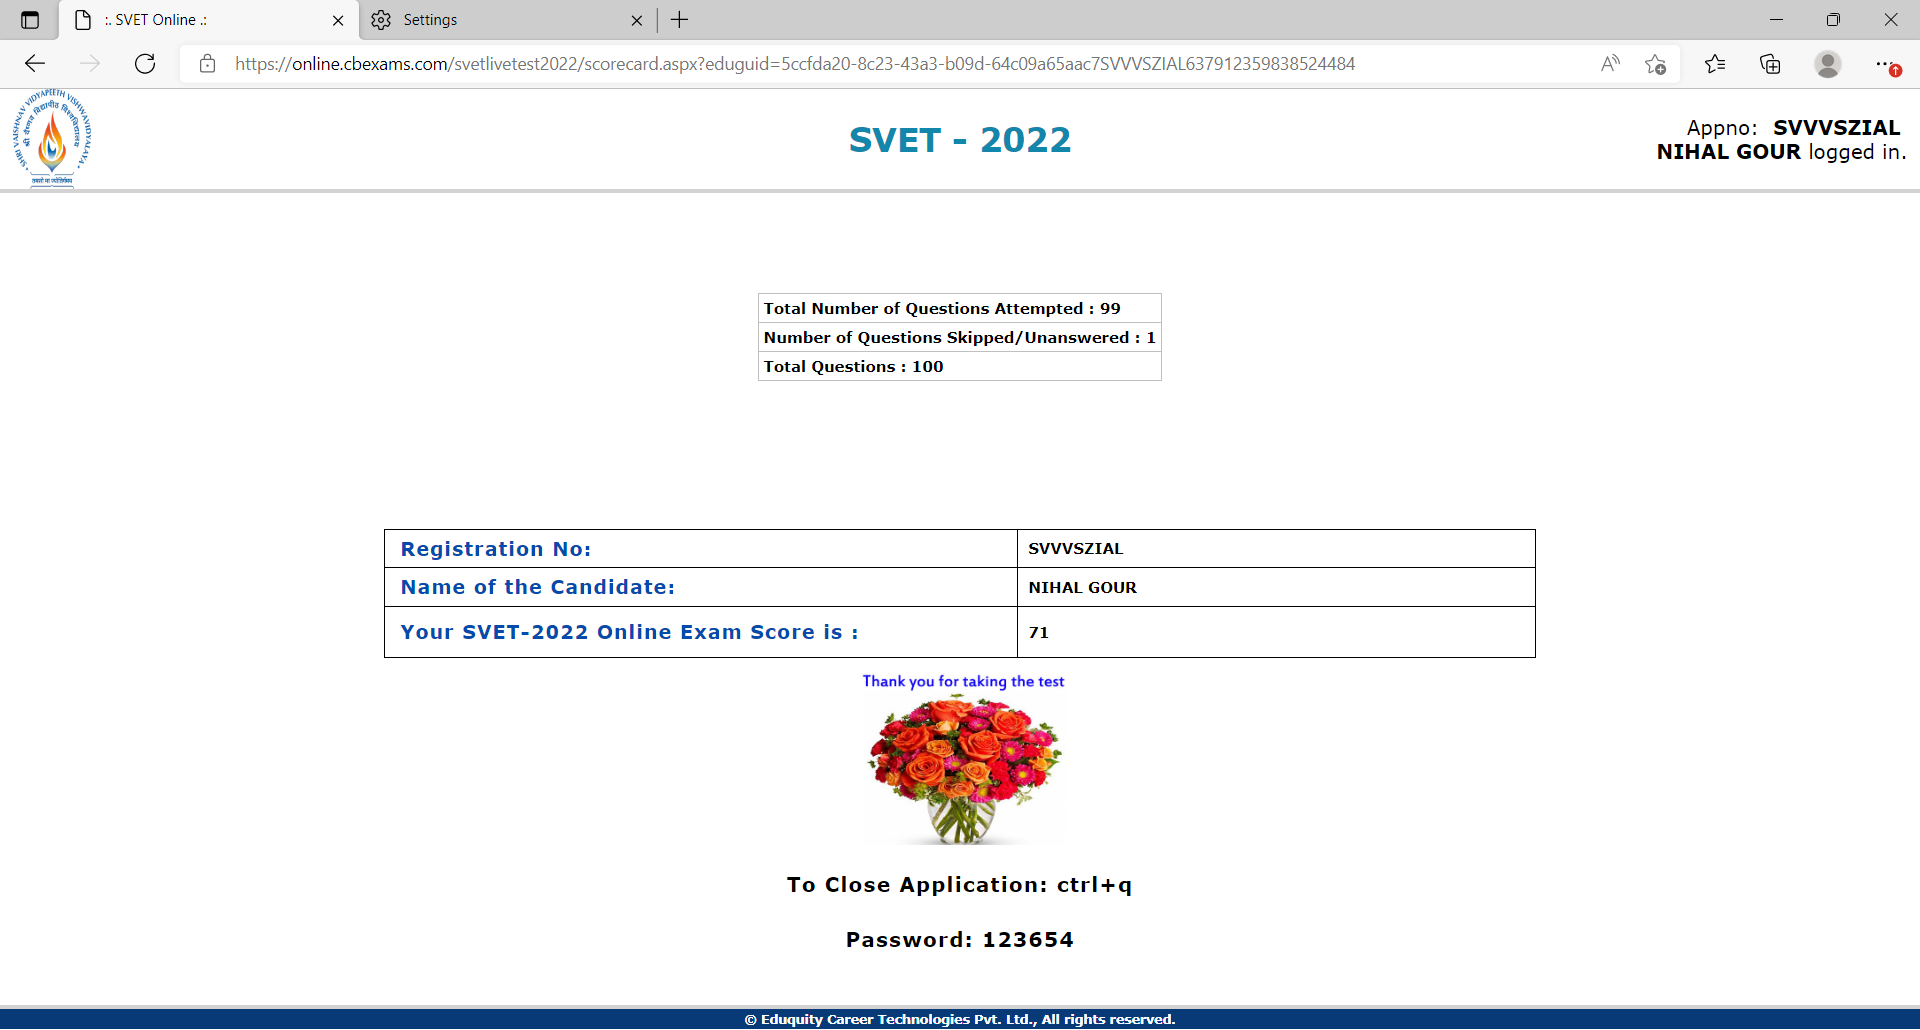 :. SVET Online .:
Settings
https://online.cbexams.com/svetlivetest2022/scorecard.aspx?eduguid=5ccfda20-8c23-43a3-b09d-64c09a65aac7SVVVSZIAL637912359838524484
SHRI VAISHNAV VIDYAPEETH VISHWAVIDYALAYA
श्री वैष्णव विद्यापीठ विश्वविद्यालय
SVET - 2022
Appno: SVVVSZIAL
NIHAL GOUR logged in.
Total Number of Questions Attempted : 99
Number of Questions Skipped/Unanswered : 1
Total Questions : 100
Registration No: SVVVSZIAL
Name of the Candidate: NIHAL GOUR
Your SVET-2022 Online Exam Score is : 71
Thank you for taking the test
To Close Application: ctrl+q
Password: 123654
© Eduquity Career Technologies Pvt. Ltd., All rights reserved.